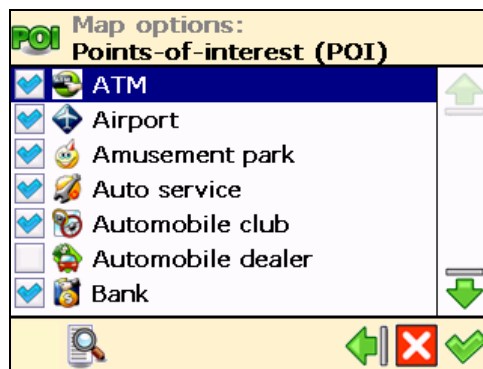 POI Map options:
Points-of-interest (POI)
ATM
Airport
Amusement park
Auto service
Automobile club
Automobile dealer
Bank